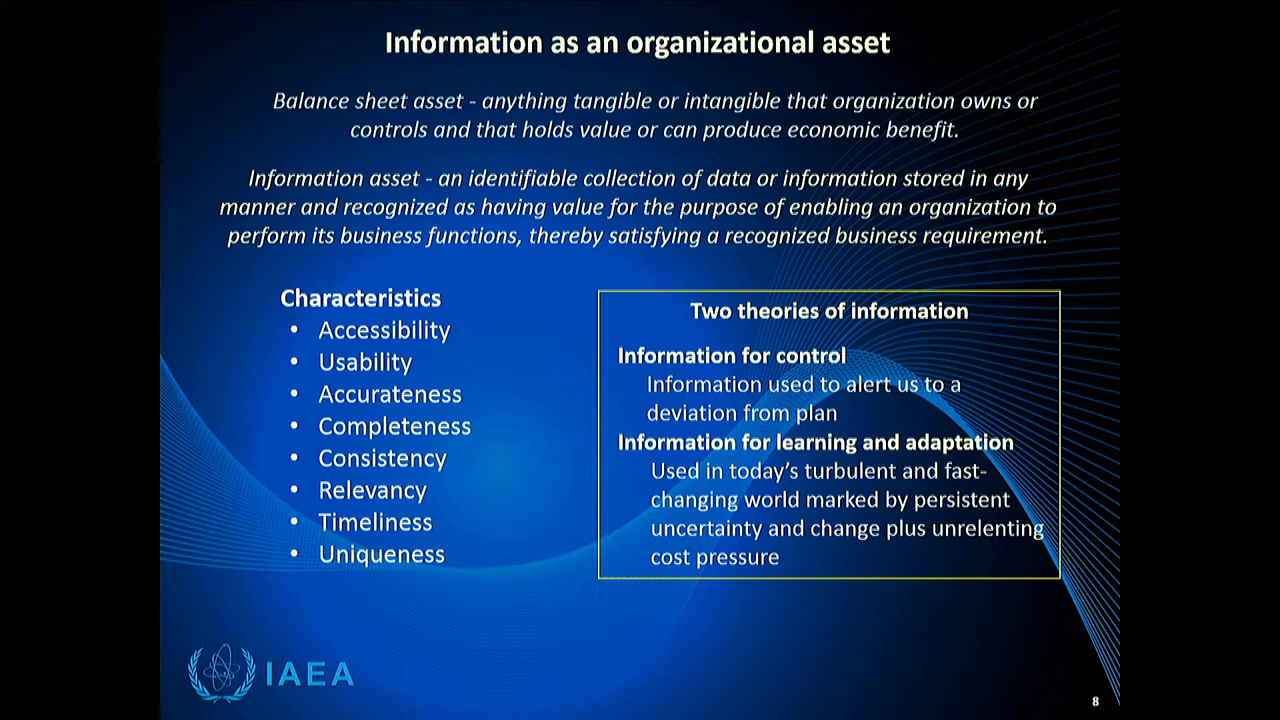 Information as an organizational asset
Balance sheet asset - anything tangible or intangible that organization owns or
controls and that holds value or can produce economic benefit.
Information asset - an identifiable collection of data or information stored in any
manner and recognized as having value for the purpose of enabling an organization to
perform its business functions, thereby satisfying a recognized business requirement.
Characteristics
• Accessibility
• Usability
• Accurateness
• Completeness
• Consistency
• Relevancy
• Timeliness
• Uniqueness
Two theories of information
Information for control
Information used to alert us to a
deviation from plan
Information for learning and adaptation
Used in today's turbulent and fast-
changing world marked by persistent
uncertainty and change plus unrelenting
cost pressure
IAEA
8